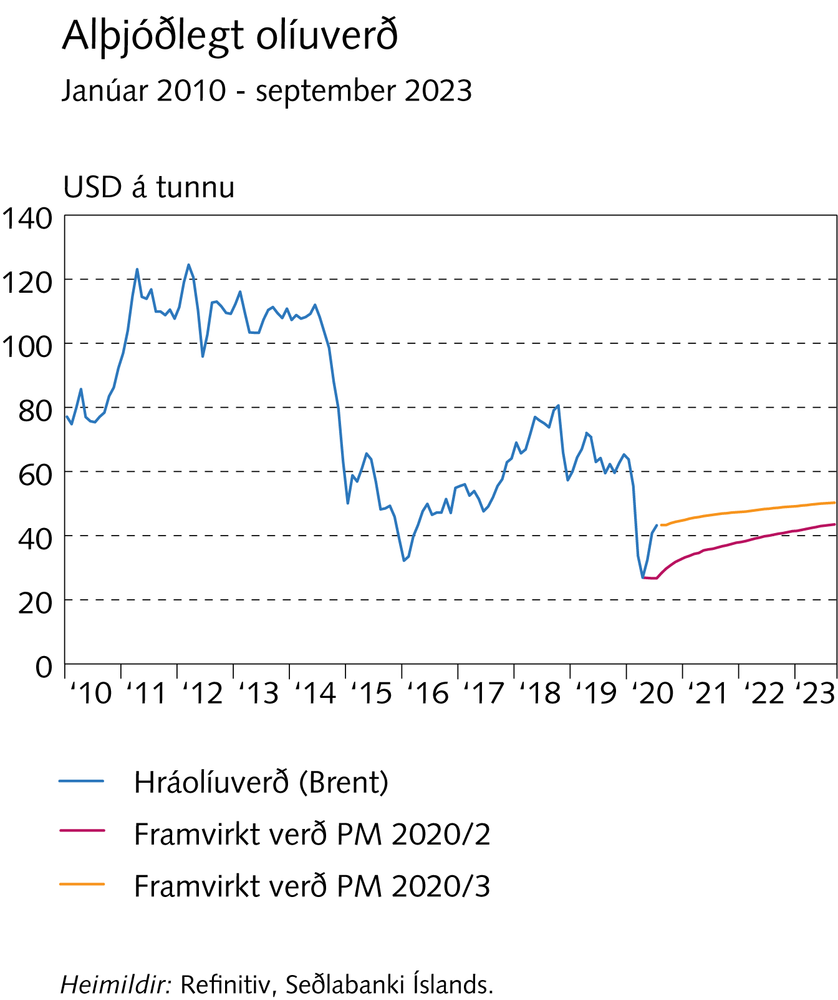 Alþjóðlegt olíuverð
Janúar 2010 - september 2023
USD á tunnu
140
120
100
80
60
40
20
0
‘10 ‘11 ‘12 ‘13 ‘14 ‘15 ‘16 ‘17 ‘18 ‘19 ‘20 ‘21 ‘22 ‘23
Hráolíuverð (Brent)
Framvirkt verð PM 2020/2
Framvirkt verð PM 2020/3
Heimildir: Refinitiv, Seðlabanki Íslands.